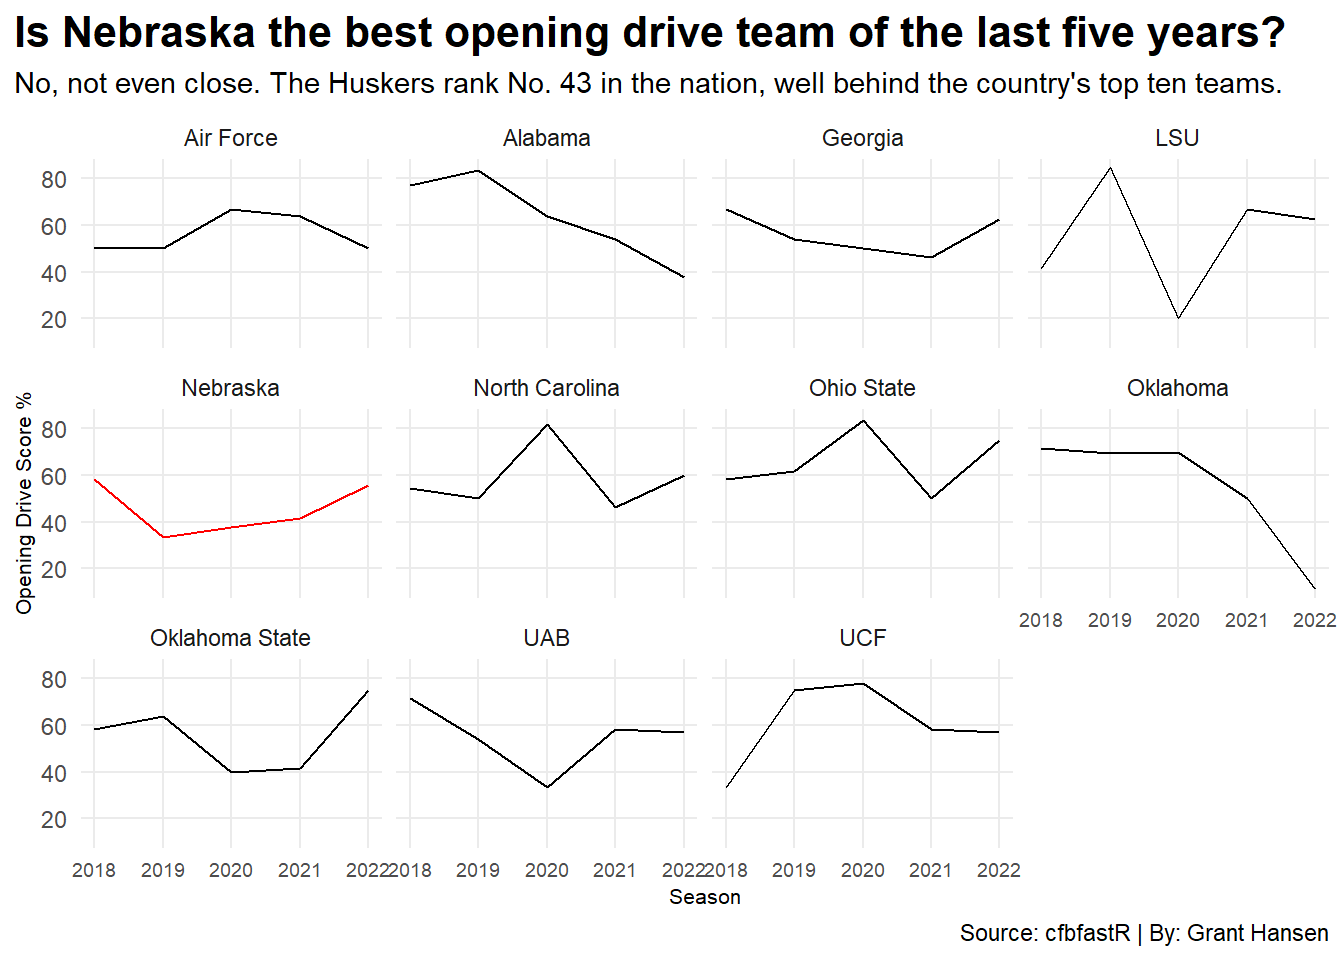 Is Nebraska the best opening drive team of the last five years?
No, not even close. The Huskers rank No. 43 in the nation, well behind the country's top ten teams.
Air Force Alabama Georgia LSU
80
60
40
20
Nebraska North Carolina Ohio State Oklahoma
Opening Drive Score %
80
60
40
20
2018 2019 2020 2021 2022
Oklahoma State UAB UCF
80
60
40
20
2018 2019 2020 2021 2022 2018 2019 2020 2021 2022 2018 2019 2020 2021 2022
Season
Source: cfbfastR | By: Grant Hansen